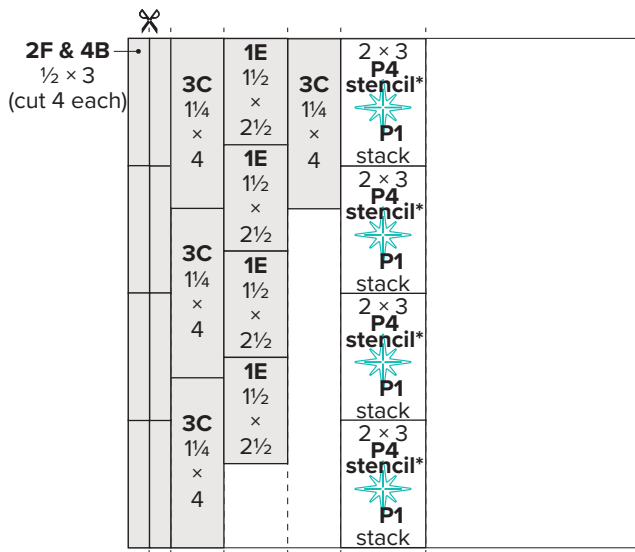 2F & 4B
½ × 3
(cut 4 each)
3C
1¼
×
4
3C
1¼
×
4
3C
1¼
×
4
1E
1½
×
2½
1E
1½
×
2½
1E
1½
×
2½
1E
1½
×
2½
3C
1¼
×
4
2 × 3
P4
stencil*
P1
stack
2 × 3
P4
stencil*
P1
stack
2 × 3
P4
stencil*
P1
stack
2 × 3
P4
stencil*
P1
stack